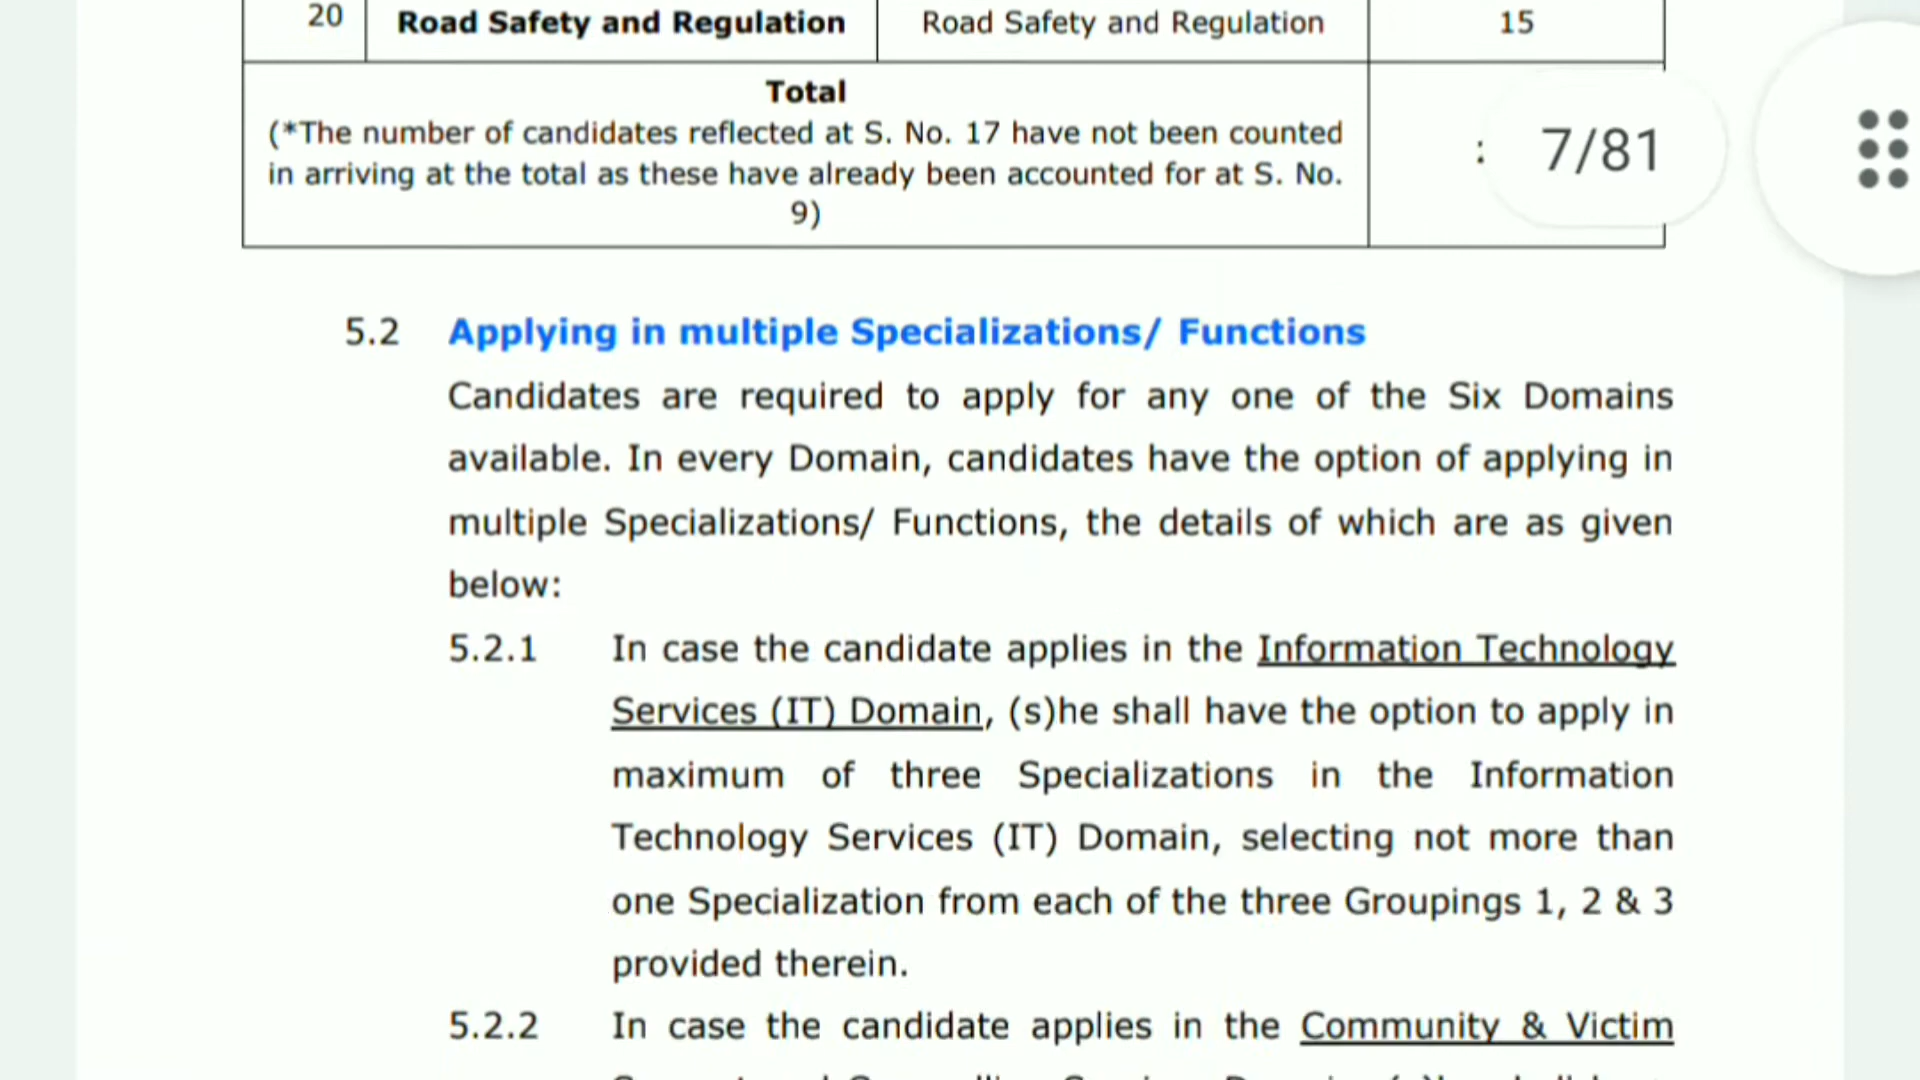 20 Road Safety and Regulation Road Safety and Regulation 15
Total
(*The number of candidates reflected at S. No. 17 have not been counted
in arriving at the total as these have already been accounted for at S. No.
9)
: 7/81
5.2 Applying in multiple Specializations/ Functions
Candidates are required to apply for any one of the Six Domains
available. In every Domain, candidates have the option of applying in
multiple Specializations/ Functions, the details of which are as given
below:
5.2.1 In case the candidate applies in the Information Technology
Services (IT) Domain, (s)he shall have the option to apply in
maximum of three Specializations in the Information
Technology Services (IT) Domain, selecting not more than
one Specialization from each of the three Groupings 1, 2 & 3
provided therein.
5.2.2 In case the candidate applies in the Community & Victim